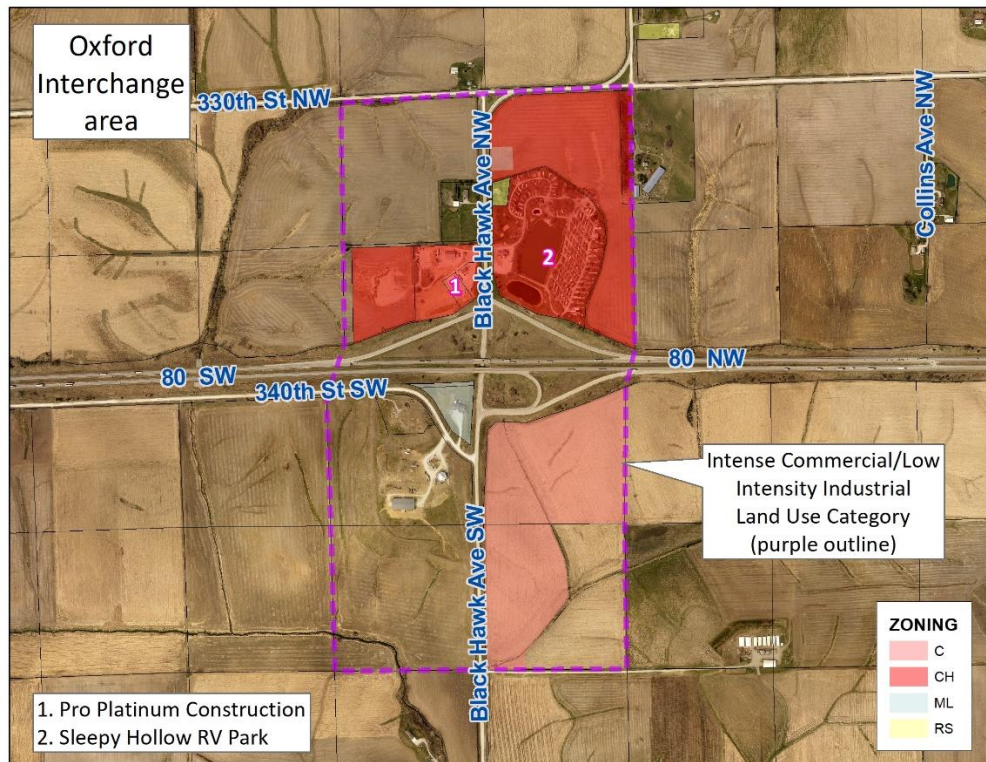 Oxford
Interchange
area
330th St NW
Black Hawk Ave NW
Collins Ave NW
1
2
80 SW
80 NW
340th St SW
Black Hawk Ave SW
Intense Commercial/Low
Intensity Industrial
Land Use Category
(purple outline)
ZONING
C
CH
ML
RS
1. Pro Platinum Construction
2. Sleepy Hollow RV Park